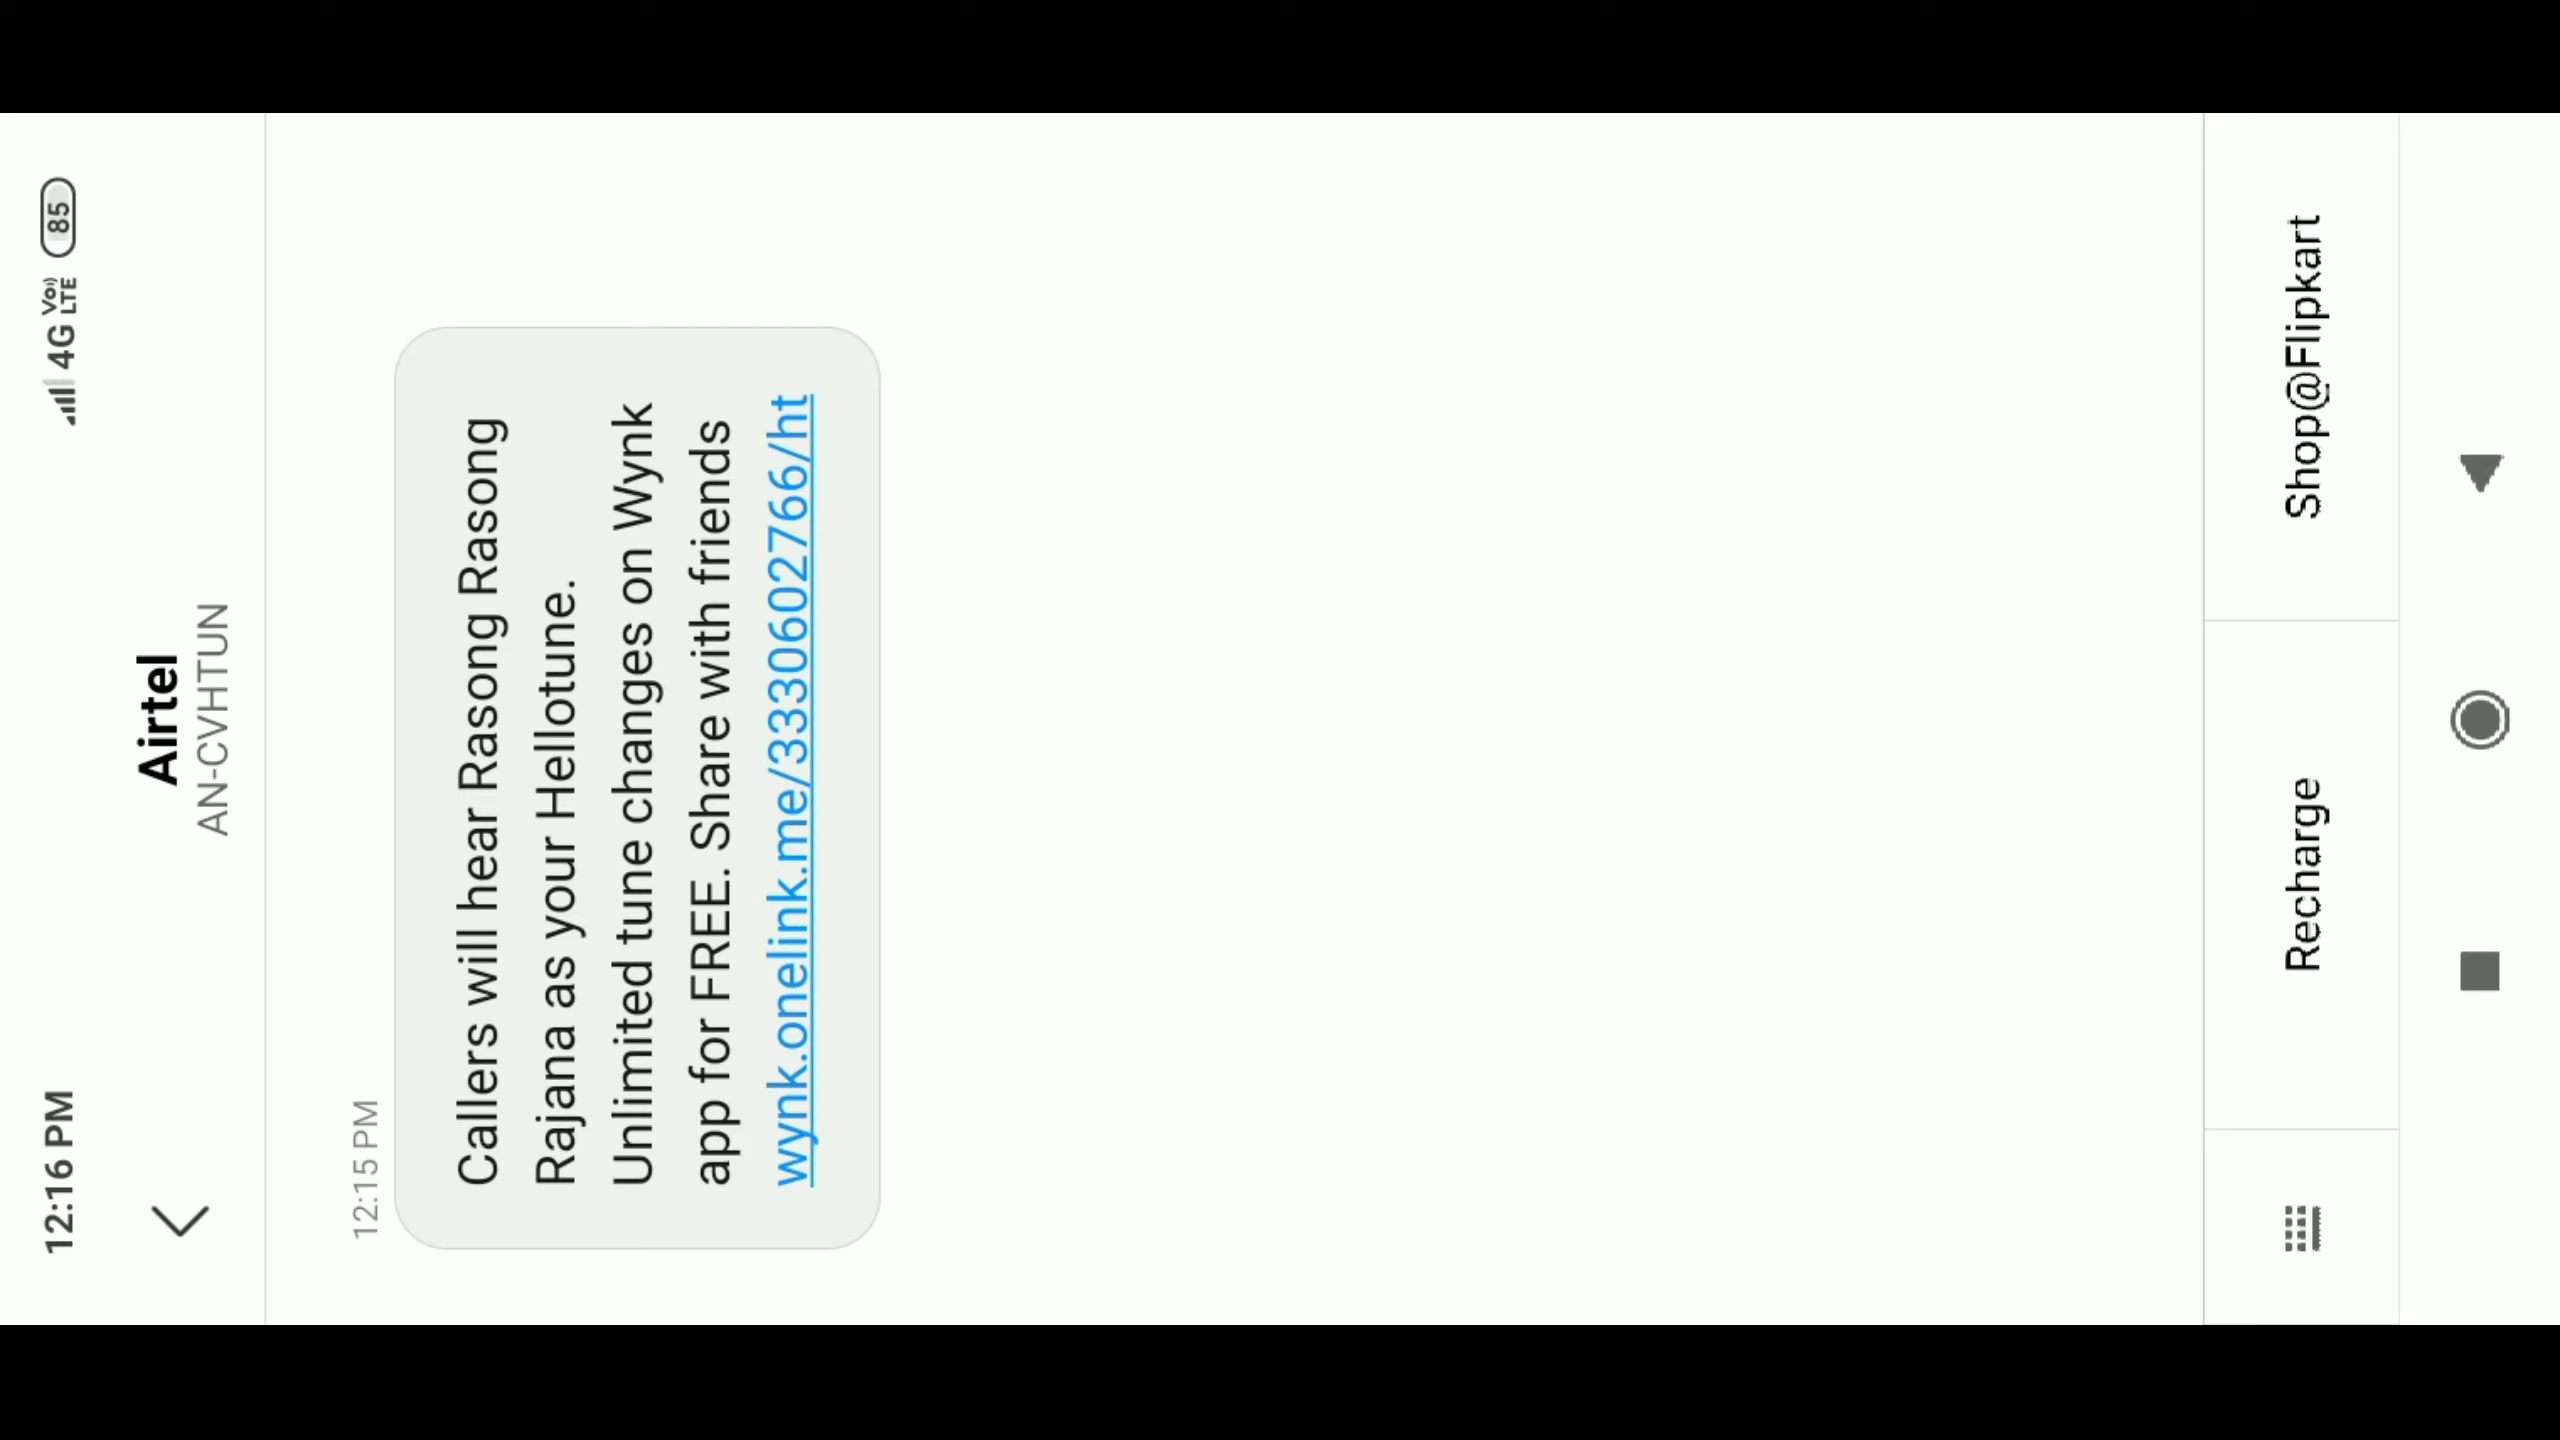 12:16 PM
4G Vo) LTE 85
Airtel
AN-CVHTUN
12:15 PM
Callers will hear Rasong Rasong
Rajana as your Hellotune.
Unlimited tune changes on Wynk
app for FREE. Share with friends
wynk.onelink.me/3330602766/ht
Recharge
Shop@Flipkart